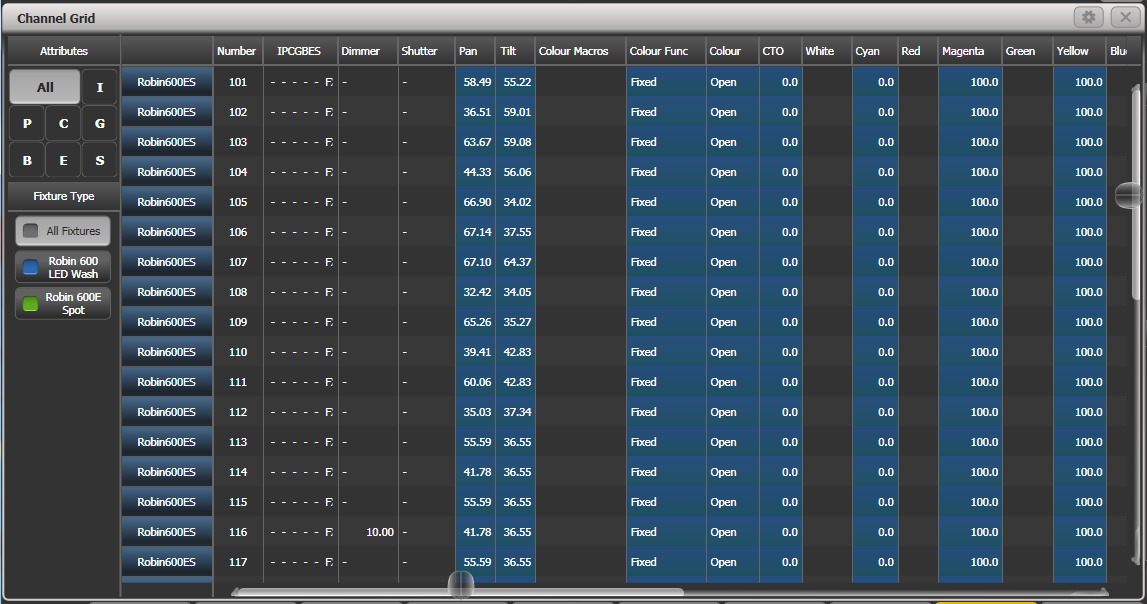 Channel Grid
Attributes
All I
P C G
B E S
Fixture Type
All Fixtures
Robin 600
LED Wash
Robin 600E
Spot
Number IPCGBES Dimmer Shutter Pan Tilt Colour Macros Colour Func Colour CTO White Cyan Red Magenta Green Yellow Blu
Robin600ES 101 - - - - - F. - - 58.49 55.22 Fixed Open 0.0 0.0 100.0 100.0
Robin600ES 102 - - - - - F. - - 36.51 59.01 Fixed Open 0.0 0.0 100.0 100.0
Robin600ES 103 - - - - - F. - - 63.67 59.08 Fixed Open 0.0 0.0 100.0 100.0
Robin600ES 104 - - - - - F. - - 44.33 56.06 Fixed Open 0.0 0.0 100.0 100.0
Robin600ES 105 - - - - - F. - - 66.90 34.02 Fixed Open 0.0 0.0 100.0 100.0
Robin600ES 106 - - - - - F. - - 67.14 37.55 Fixed Open 0.0 0.0 100.0 100.0
Robin600ES 107 - - - - - F. - - 67.10 64.37 Fixed Open 0.0 0.0 100.0 100.0
Robin600ES 108 - - - - - F. - - 32.42 34.05 Fixed Open 0.0 0.0 100.0 100.0
Robin600ES 109 - - - - - F. - - 65.26 35.27 Fixed Open 0.0 0.0 100.0 100.0
Robin600ES 110 - - - - - F. - - 39.41 42.83 Fixed Open 0.0 0.0 100.0 100.0
Robin600ES 111 - - - - - F. - - 60.06 42.83 Fixed Open 0.0 0.0 100.0 100.0
Robin600ES 112 - - - - - F. - - 35.03 37.34 Fixed Open 0.0 0.0 100.0 100.0
Robin600ES 113 - - - - - F. - - 55.59 36.55 Fixed Open 0.0 0.0 100.0 100.0
Robin600ES 114 - - - - - F. - - 41.78 36.55 Fixed Open 0.0 0.0 100.0 100.0
Robin600ES 115 - - - - - F. - - 55.59 36.55 Fixed Open 0.0 0.0 100.0 100.0
Robin600ES 116 - - - - - F. 10.00 - 41.78 36.55 Fixed Open 0.0 0.0 100.0 100.0
Robin600ES 117 - - - - - F. - - 55.59 36.55 Fixed Open 0.0 0.0 100.0 100.0